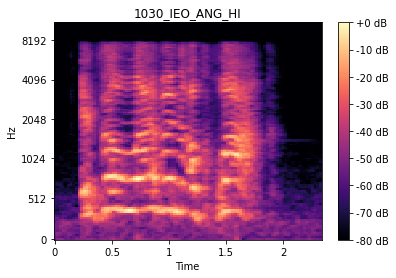 1030_IEO_ANG_HI
+0 dB
8192
-10 dB
4096
-20 dB
-30 dB
2048
Hz
-40 dB
1024
-50 dB
512
-60 dB
-70 dB
0
-80 dB
0 0.5 1 1.5 2
Time